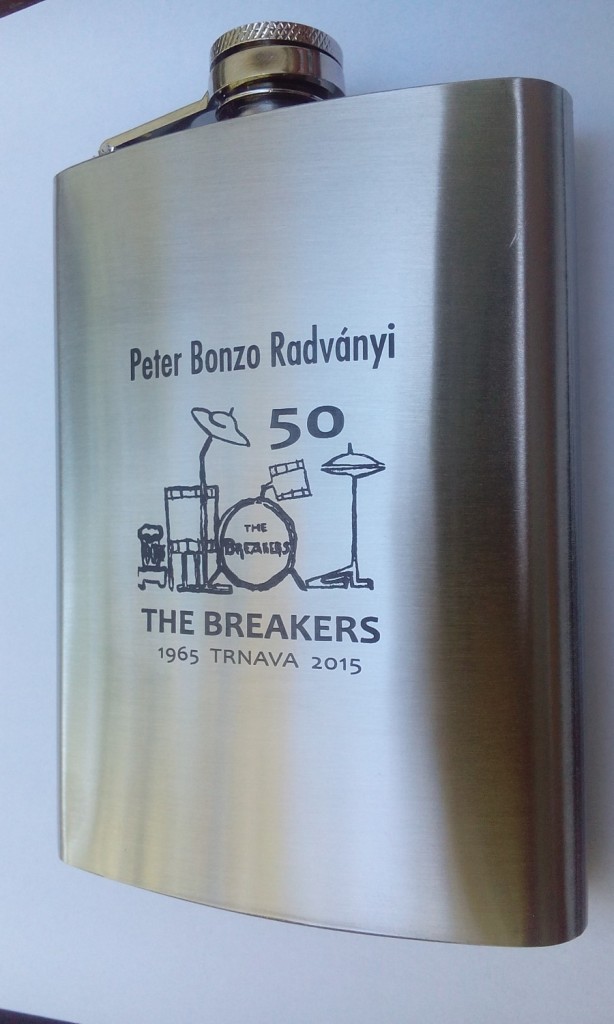 Peter Bonzo Radványi
50
THE
BREAKERS
THE BREAKERS
1965 TRNAVA 2015